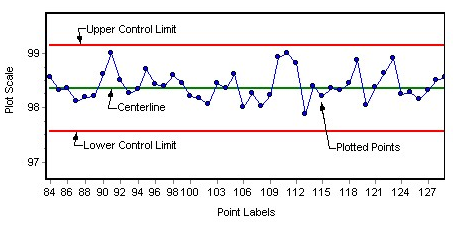 Upper Control Limit
99
Plot Scale
98
Centerline
Lower Control Limit
Plotted Points
97
84 86 88 90 92 94 96 98 100 103 106 109 112 115 118 121 124 127
Point Labels